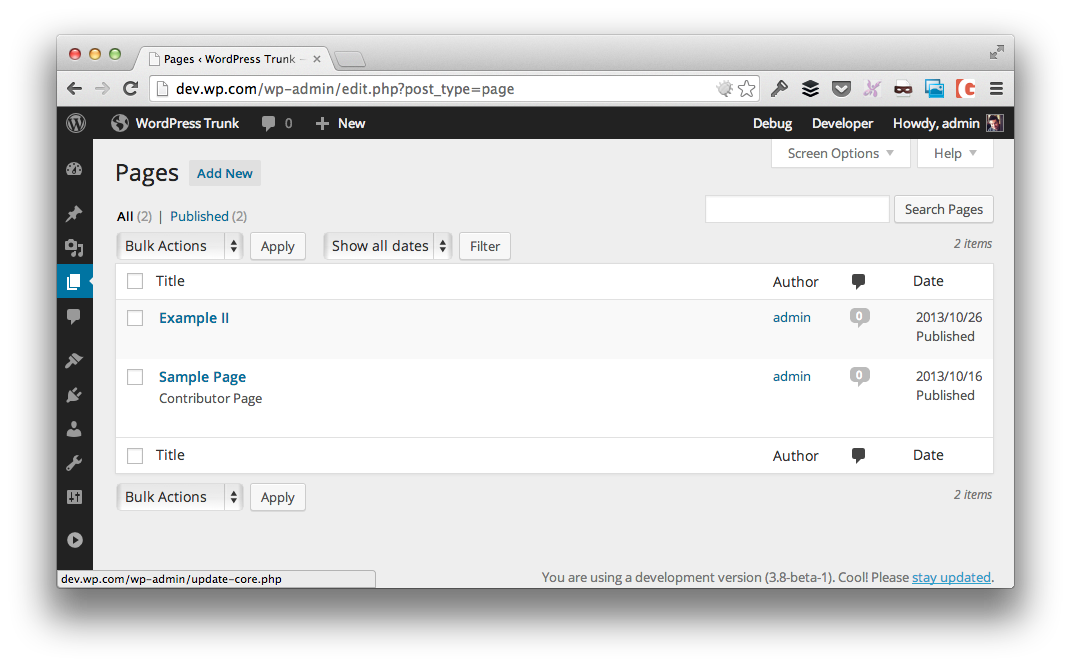 Pages ‹ WordPress Trunk –
dev.wp.com/wp-admin/edit.php?post_type=page
WordPress Trunk 0 New Debug Developer Howdy, admin
Screen Options Help
Pages Add New
All (2) | Published (2)
Search Pages
Bulk Actions Apply Show all dates Filter 2 items
Title Author Date
Example II admin 0 2013/10/26
Published
Sample Page admin 0 2013/10/16
Contributor Page Published
Title Author Date
Bulk Actions Apply 2 items
You are using a development version (3.8-beta-1). Cool! Please stay updated.
dev.wp.com/wp-admin/update-core.php